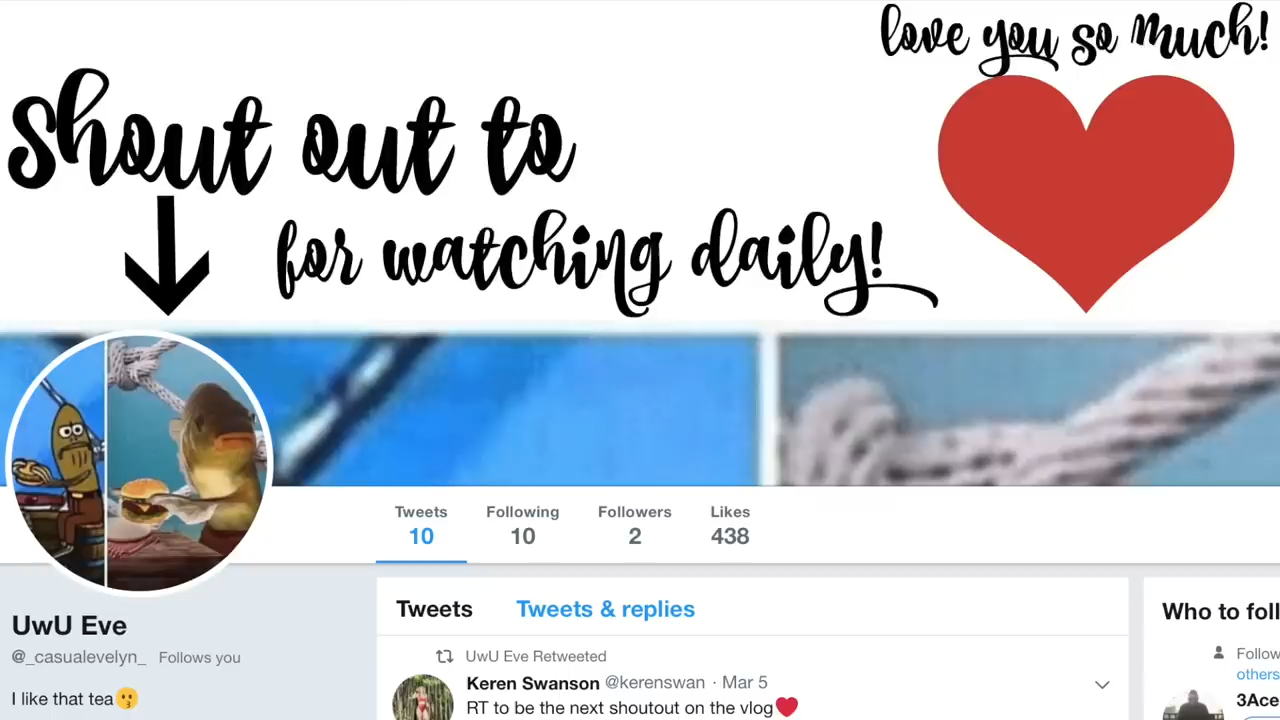 love you so much!
shout out to
for watching daily!
Tweets Following Followers Likes
10 10 2 438
Tweets Tweets & replies
Who to foll
UwU Eve
@_casualevelyn_ Follows you
I like that tea😗
UwU Eve Retweeted
Keren Swanson @kerenswan · Mar 5
RT to be the next shoutout on the vlog❤️
Follow
others
3Ace